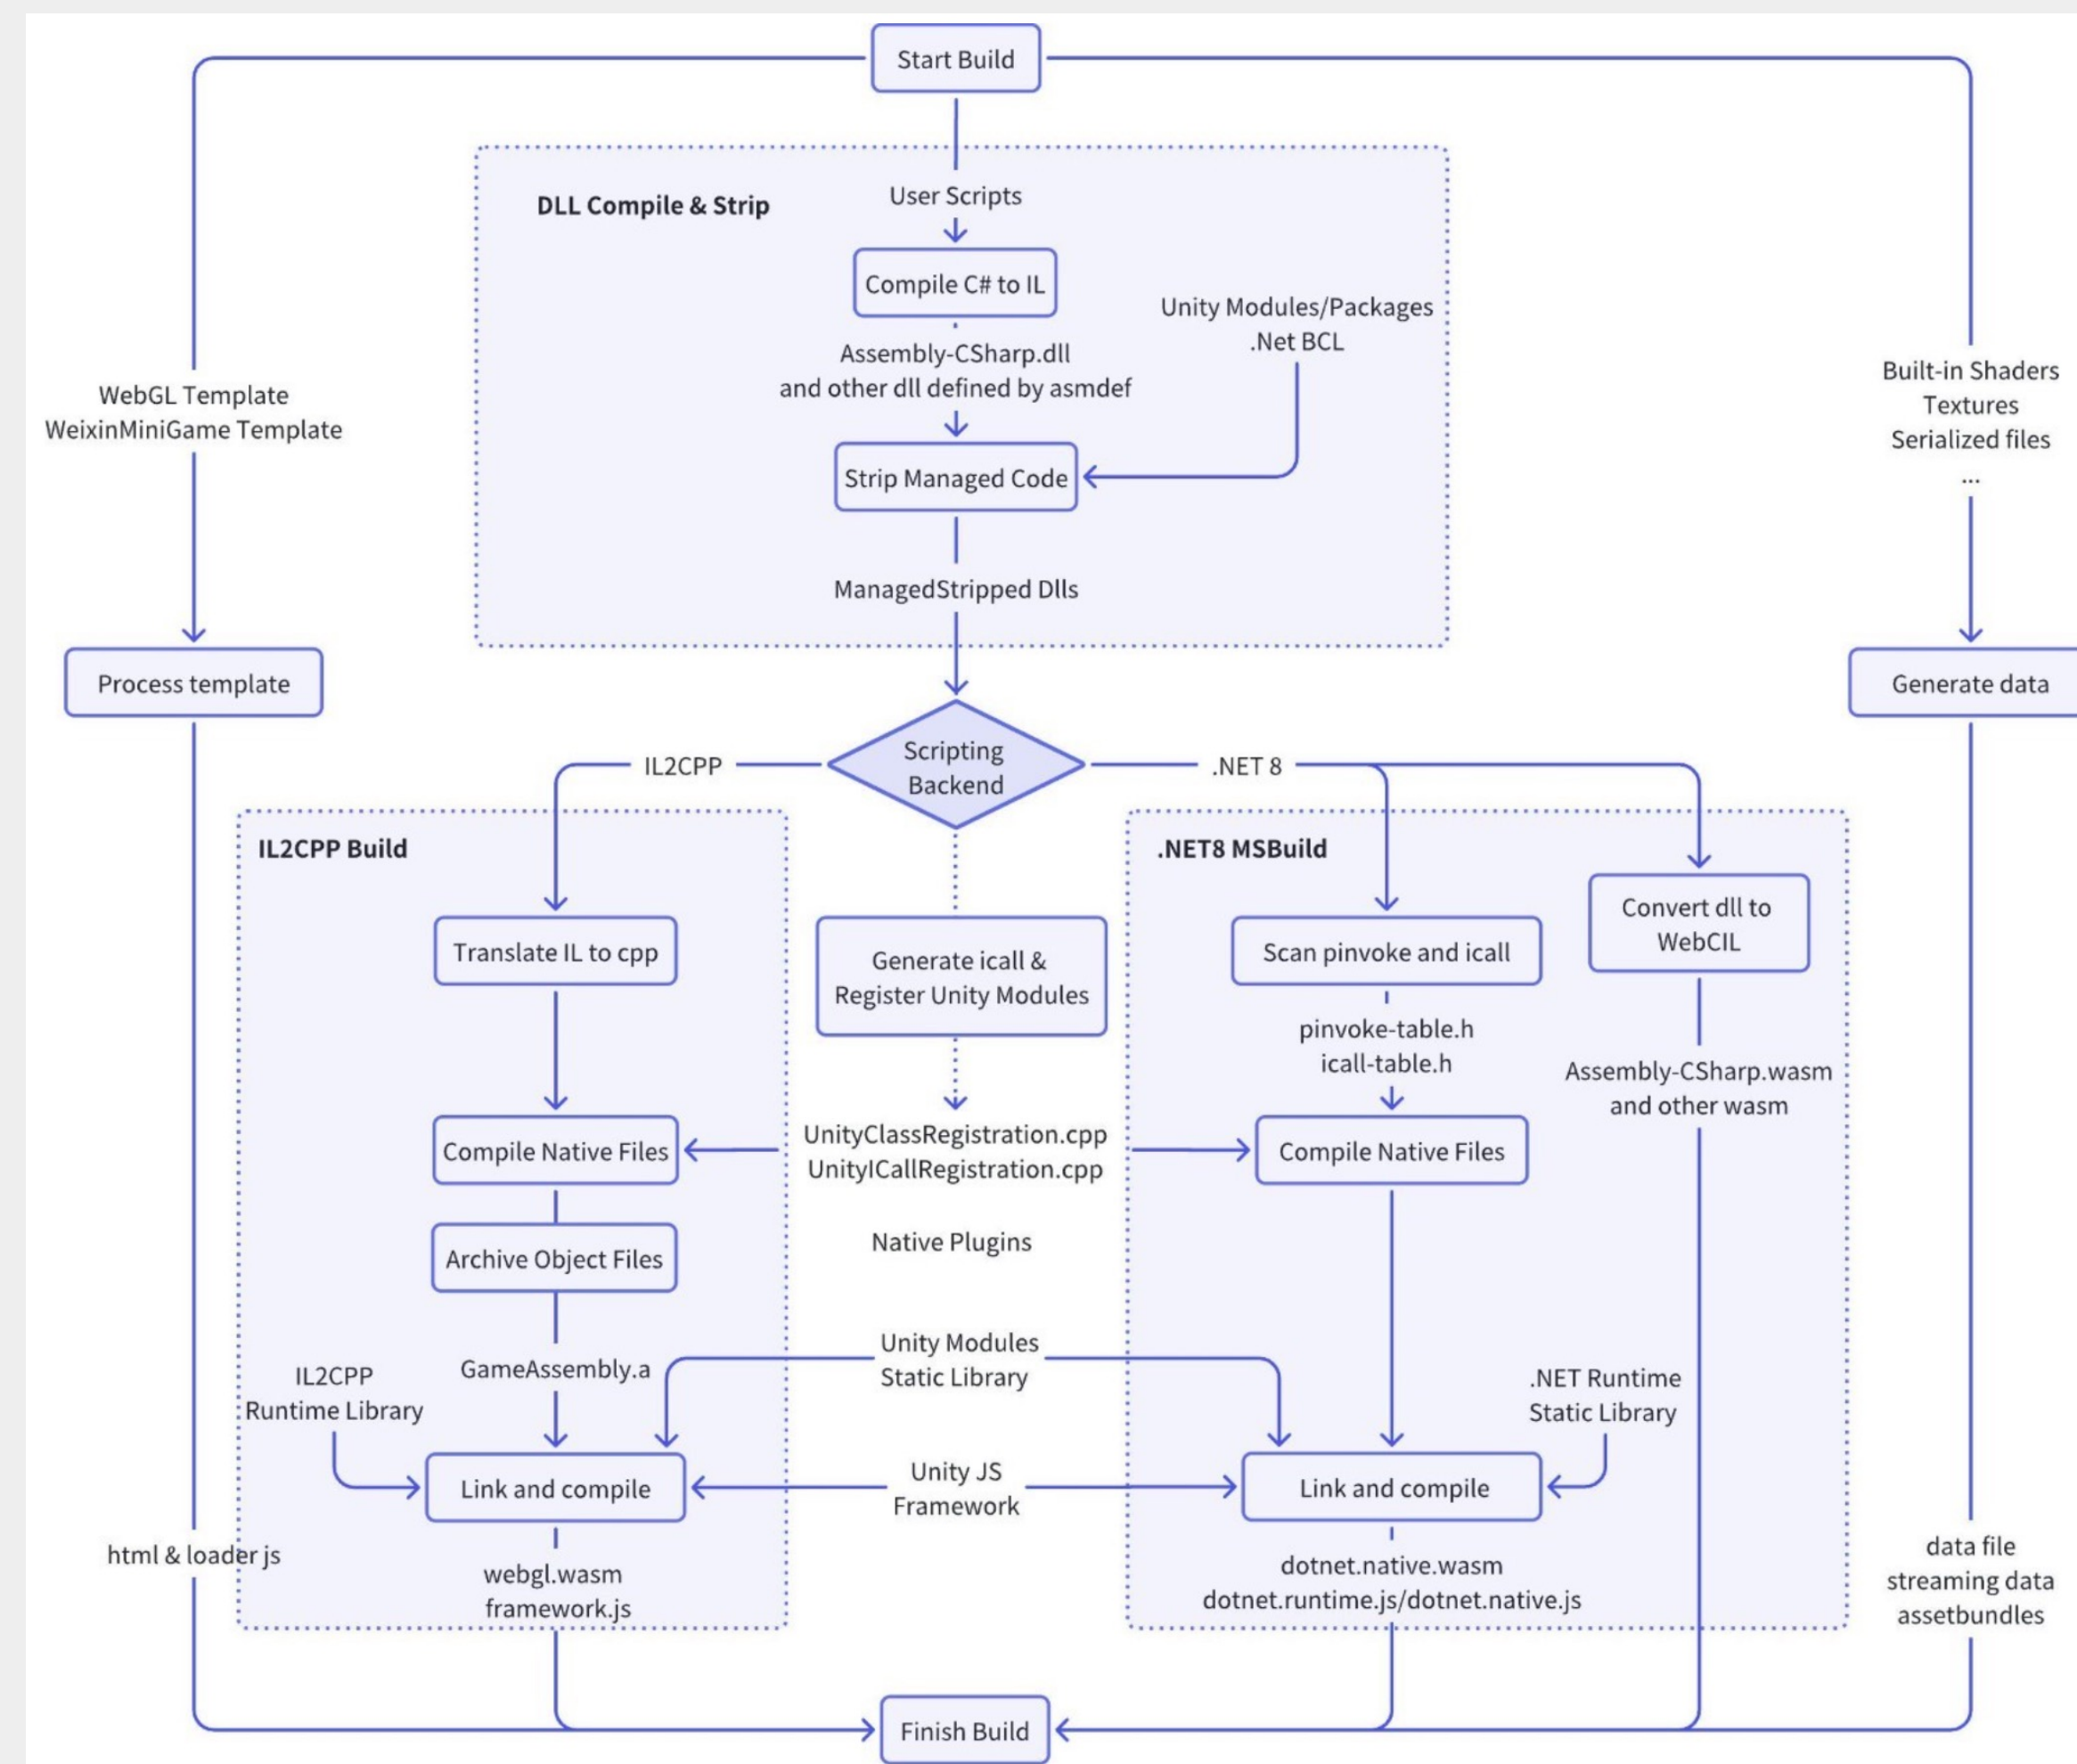 Start Build
DLL Compile & Strip
User Scripts
Compile C# to IL
Unity Modules/Packages
.Net BCL
Assembly-CSharp.dll
and other dll defined by asmdef
Strip Managed Code
ManagedStripped Dlls
WebGL Template
WeixinMiniGame Template
Process template
Built-in Shaders
Textures
Serialized files
...
Generate data
Scripting
Backend
IL2CPP
.NET 8
IL2CPP Build
Translate IL to cpp
Compile Native Files
Archive Object Files
GameAssembly.a
IL2CPP
Runtime Library
Link and compile
webgl.wasm
framework.js
html & loader js
Generate icall &
Register Unity Modules
UnityClassRegistration.cpp
UnityICallRegistration.cpp
Native Plugins
Unity Modules
Static Library
Unity JS
Framework
.NET8 MSBuild
Scan pinvoke and icall
pinvoke-table.h
icall-table.h
Compile Native Files
Convert dll to
WebCIL
Assembly-CSharp.wasm
and other wasm
.NET Runtime
Static Library
Link and compile
dotnet.native.wasm
dotnet.runtime.js/dotnet.native.js
data file
streaming data
assetbundles
Finish Build